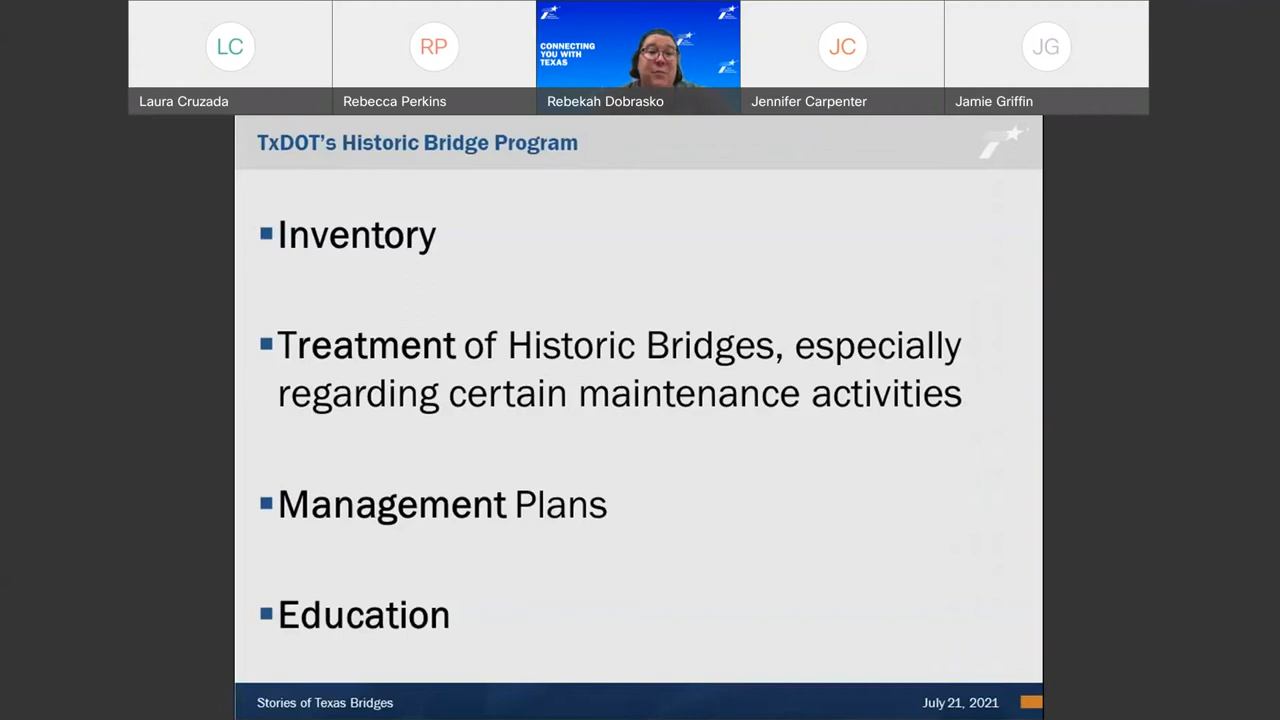 LC
RP
CONNECTING
YOU WITH
TEXAS
JC
JG
Laura Cruzada
Rebecca Perkins
Rebekah Dobrasko
Jennifer Carpenter
Jamie Griffin
TxDOT's Historic Bridge Program
Inventory
Treatment of Historic Bridges, especially
regarding certain maintenance activities
Management Plans
Education
Stories of Texas Bridges
July 21, 2021